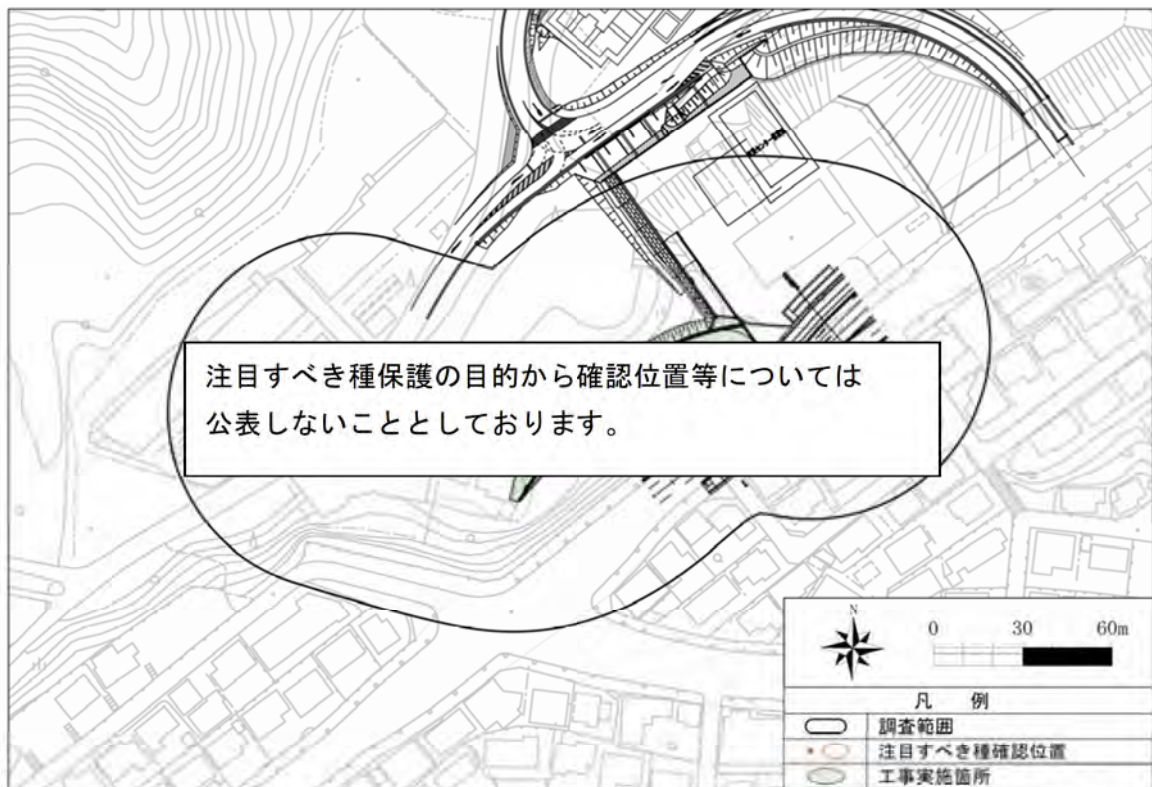 注目すべき種保護の目的から確認位置等については
公表しないこととしております。
N
0 30 60m
凡 例
調査範囲
注目すべき種確認位置
工事実施箇所